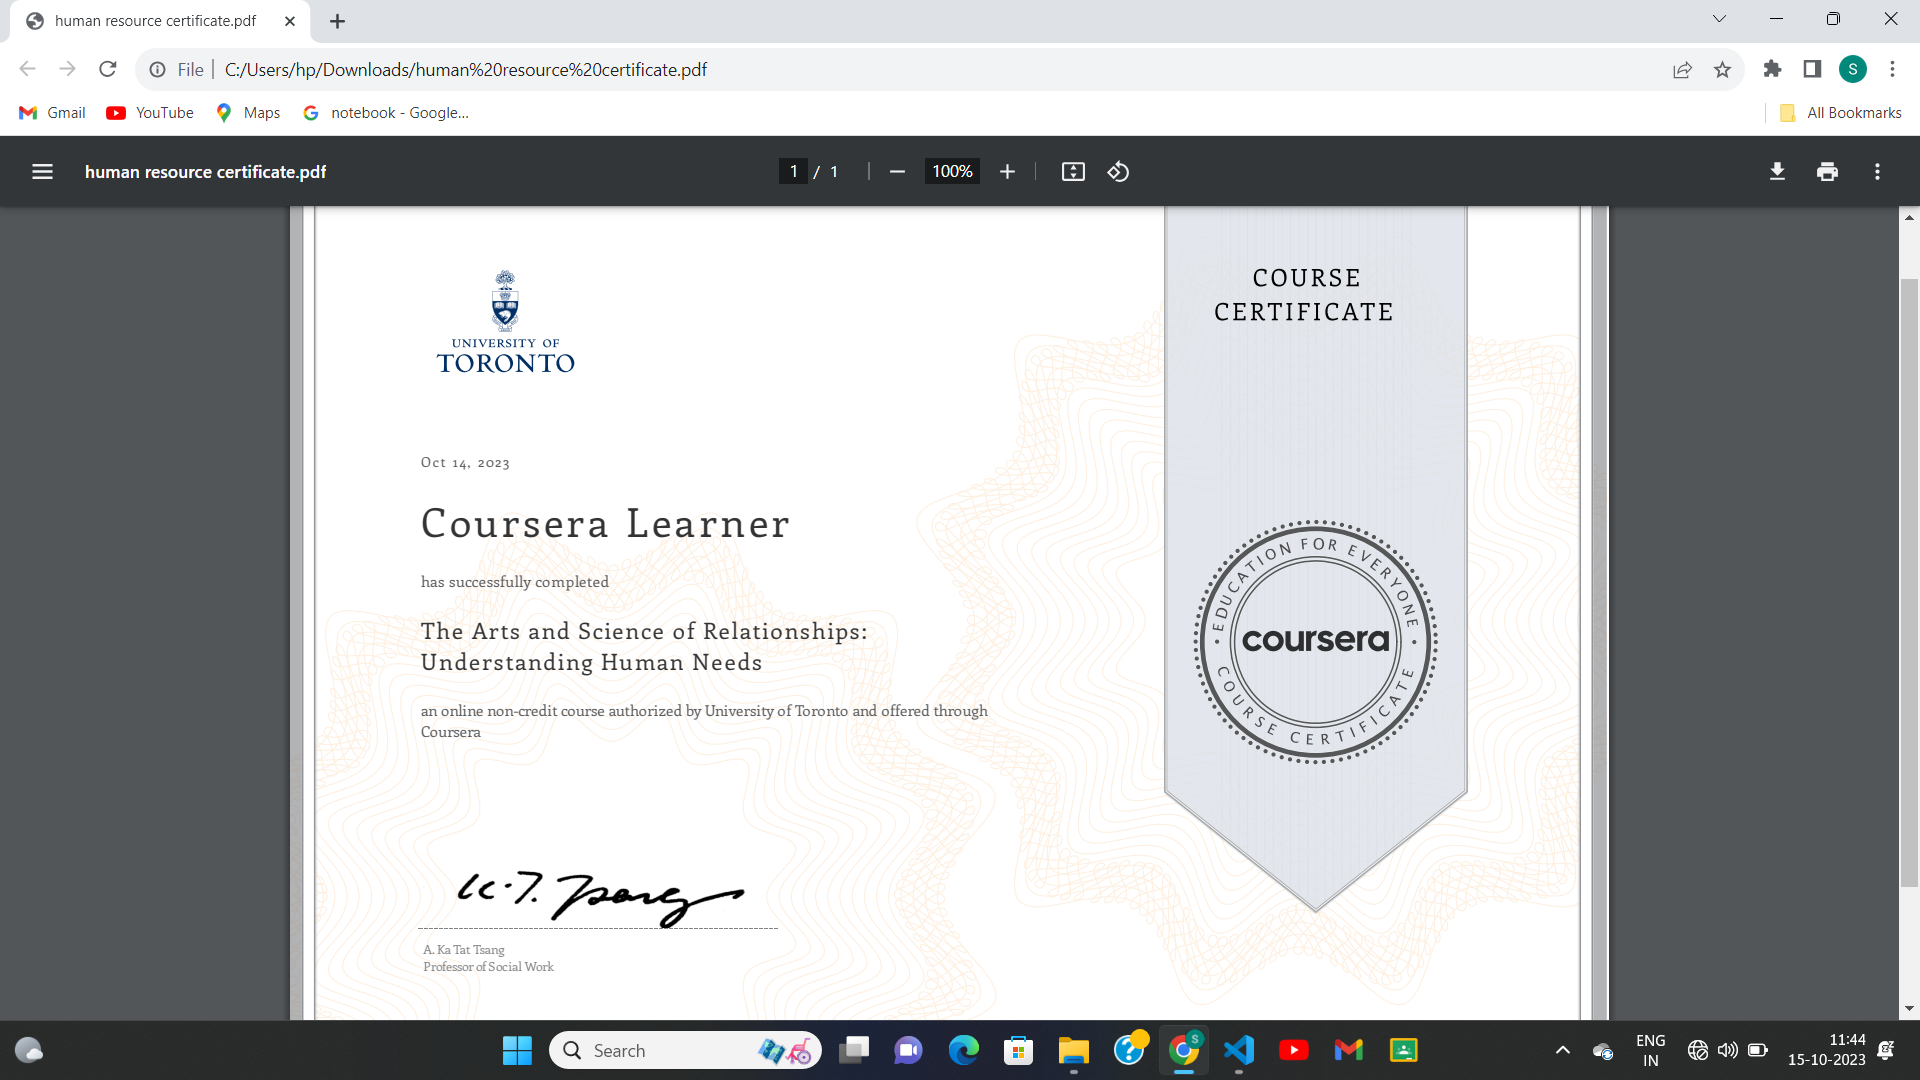 human resource certificate.pdf
File
C:/Users/hp/Downloads/human%20resource%20certificate.pdf
S
Gmail
YouTube
Maps
notebook - Google...
All Bookmarks
human resource certificate.pdf
1 / 1
100%
UNIVERSITY OF
TORONTO
COURSE
CERTIFICATE
Oct 14, 2023
Coursera Learner
has successfully completed
The Arts and Science of Relationships:
Understanding Human Needs
an online non-credit course authorized by University of Toronto and offered through
Coursera
EDUCATION FOR EVERYONE
coursera
COURSE CERTIFICATE
K.T. Tsang
A. Ka Tat Tsang
Professor of Social Work
Search
S
ENG
IN
11:44
15-10-2023